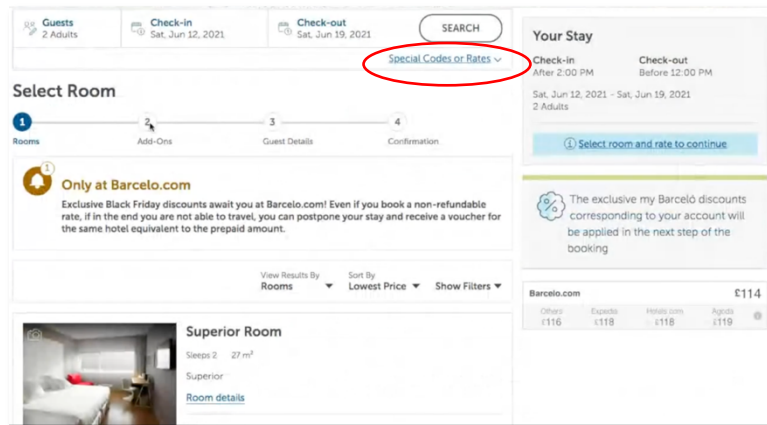 Guests
2 Adults
Check-in
Sat, Jun 12, 2021
Check-out
Sat, Jun 19, 2021
SEARCH
Special Codes or Rates
Select Room
1
2
3
4
Rooms
Add-Ons
Guest Details
Confirmation
1
Only at Barcelo.com
Exclusive Black Friday discounts await you at Barcelo.com! Even if you book a non-refundable
rate, if in the end you are not able to travel, you can postpone your stay and receive a voucher for
the same hotel equivalent to the prepaid amount.
View Results By
Rooms
Sort By
Lowest Price
Show Filters
Superior Room
Sleeps 2 27 m²
Superior
Room details
Your Stay
Check-in
After 2:00 PM
Check-out
Before 12:00 PM
Sat, Jun 12, 2021 - Sat, Jun 19, 2021
2 Adults
Select room and rate to continue
The exclusive my Barceló discounts
corresponding to your account will
be applied in the next step of the
booking
Barcelo.com £114
Others Expedia Hotels.com Agoda
£116 £118 £118 £119